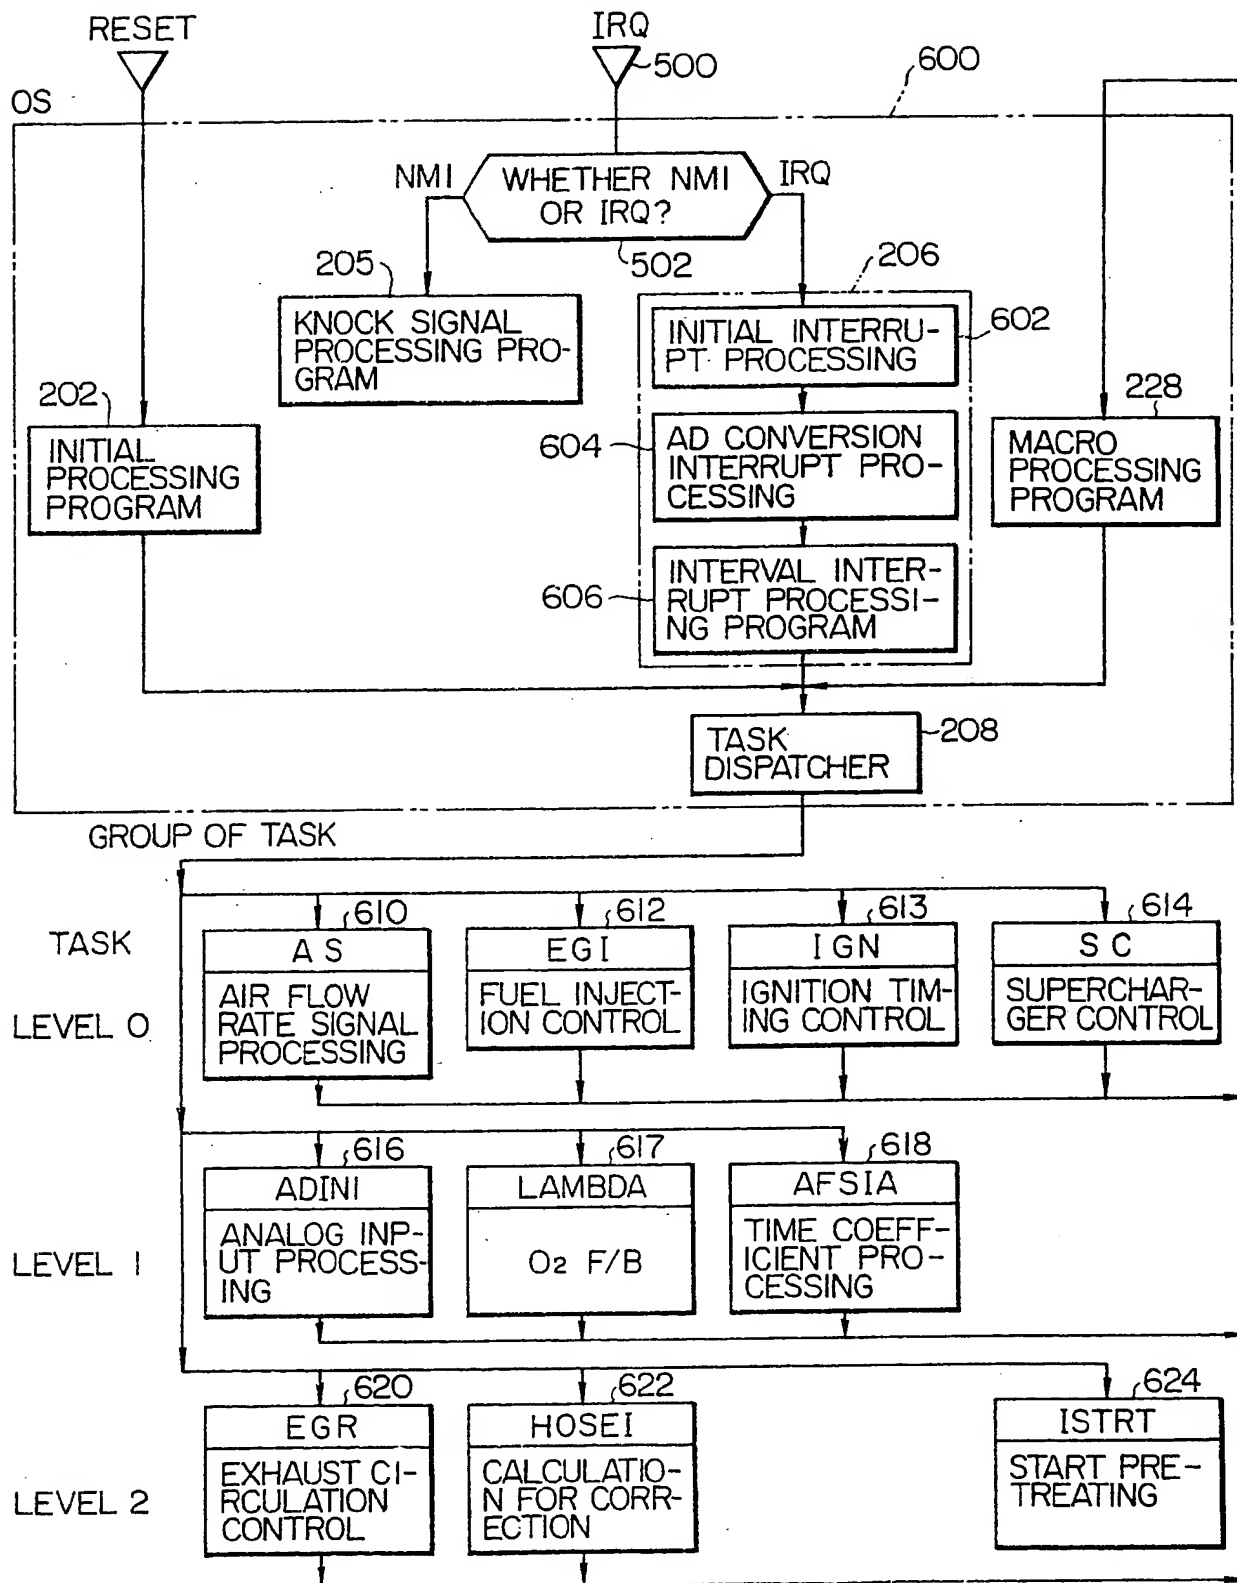 RESET
IRQ
500
600
OS
NMI
WHETHER NMI
OR IRQ?
IRQ
502
205
206
KNOCK SIGNAL
PROCESSING PRO-
GRAM
INITIAL INTERRU-
PT PROCESSING
602
202
INITIAL
PROCESSING
PROGRAM
604
AD CONVERSION
INTERRUPT PRO-
CESSING
228
MACRO
PROCESSING
PROGRAM
606
INTERVAL INTER-
RUPT PROCESSI-
NG PROGRAM
TASK
DISPATCHER
208
GROUP OF TASK
TASK
LEVEL 0
610
AS
AIR FLOW
RATE SIGNAL
PROCESSING
612
EGI
FUEL INJECT-
ION CONTROL
613
IGN
IGNITION TIM-
ING CONTROL
614
SC
SUPERCHAR-
GER CONTROL
LEVEL 1
616
ADINI
ANALOG INP-
UT PROCESS-
ING
617
LAMBDA
O2 F/B
618
AFSIA
TIME COEFF-
ICIENT PRO-
CESSING
LEVEL 2
620
EGR
EXHAUST CI-
RCULATION
CONTROL
622
HOSEI
CALCULATIO-
N FOR CORR-
ECTION
624
ISTRT
START PRE-
TREATING